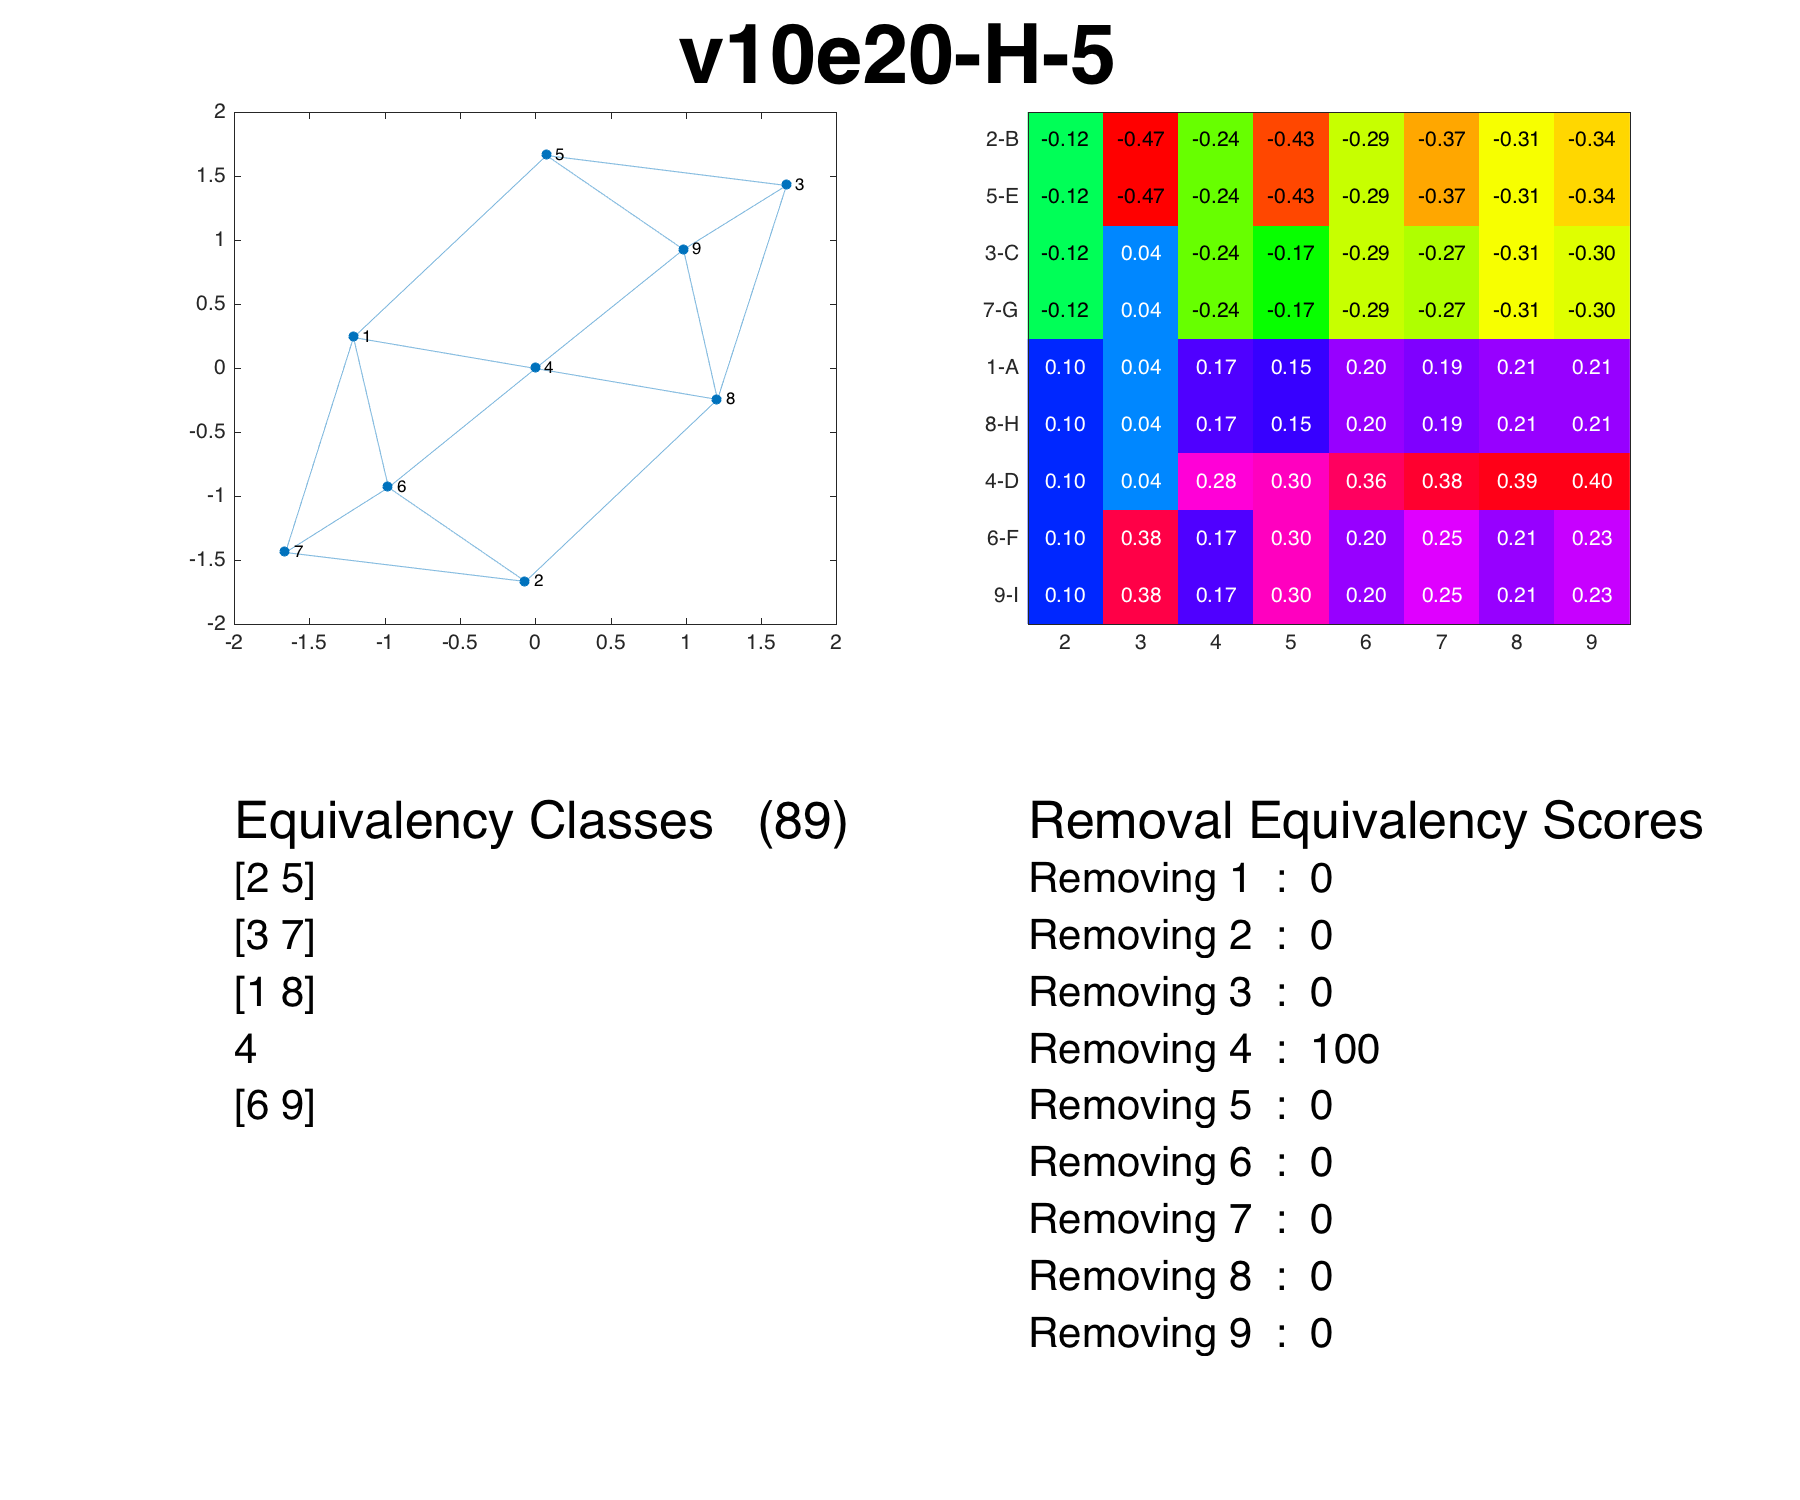 v10e20-H-5
2
1.5
1
0.5
0
-0.5
-1
-1.5
-2
-2 -1.5 -1 -0.5 0 0.5 1 1.5 2
5
3
9
1
4
8
6
7
2
2-B -0.12 -0.47 -0.24 -0.43 -0.29 -0.37 -0.31 -0.34
5-E -0.12 -0.47 -0.24 -0.43 -0.29 -0.37 -0.31 -0.34
3-C -0.12 0.04 -0.24 -0.17 -0.29 -0.27 -0.31 -0.30
7-G -0.12 0.04 -0.24 -0.17 -0.29 -0.27 -0.31 -0.30
1-A 0.10 0.04 0.17 0.15 0.20 0.19 0.21 0.21
8-H 0.10 0.04 0.17 0.15 0.20 0.19 0.21 0.21
4-D 0.10 0.04 0.28 0.30 0.36 0.38 0.39 0.40
6-F 0.10 0.38 0.17 0.30 0.20 0.25 0.21 0.23
9-I 0.10 0.38 0.17 0.30 0.20 0.25 0.21 0.23
2 3 4 5 6 7 8 9
Equivalency Classes (89)
[2 5]
[3 7]
[1 8]
4
[6 9]
Removal Equivalency Scores
Removing 1 : 0
Removing 2 : 0
Removing 3 : 0
Removing 4 : 100
Removing 5 : 0
Removing 6 : 0
Removing 7 : 0
Removing 8 : 0
Removing 9 : 0